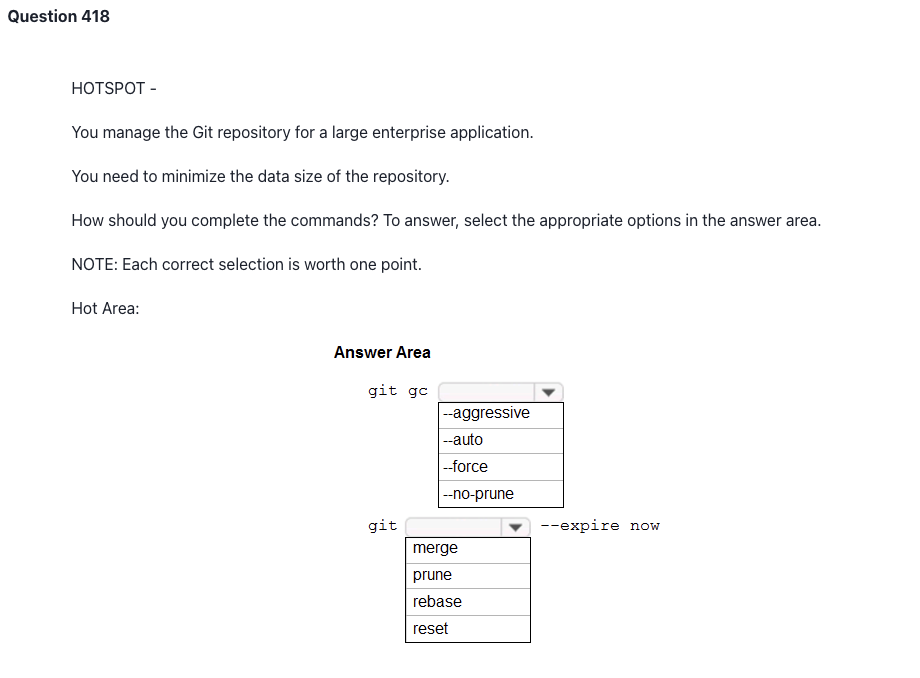 Question 418
HOTSPOT -
You manage the Git repository for a large enterprise application.
You need to minimize the data size of the repository.
How should you complete the commands? To answer, select the appropriate options in the answer area.
NOTE: Each correct selection is worth one point.
Hot Area:
Answer Area
git gc
--aggressive
--auto
--force
--no-prune
git --expire now
merge
prune
rebase
reset